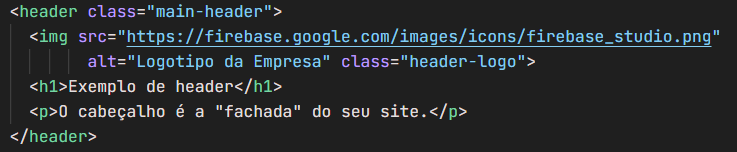 <header class="main-header">
<img src="https://firebase.google.com/images/icons/firebase_studio.png"
alt="Logotipo da Empresa" class="header-logo">
<h1>Exemplo de header</h1>
<p>O cabeçalho é a "fachada" do seu site.</p>
</header>